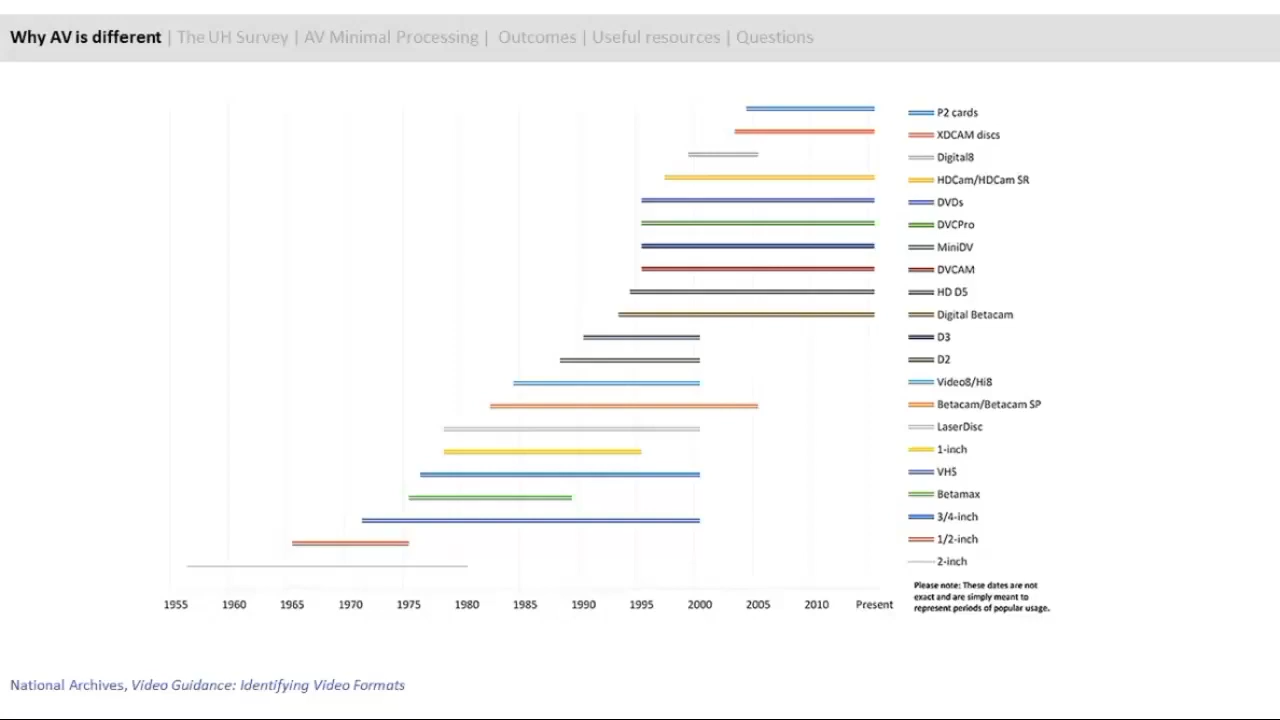 Why AV is different | The UH Survey | AV Minimal Processing | Outcomes | Useful resources | Questions
P2 cards
XDCAM discs
Digital8
HDCam/HDCam SR
DVDs
DVCPro
MiniDV
DVCAM
HD D5
Digital Betacam
D3
D2
Video8/Hi8
Betacam/Betacam SP
LaserDisc
1-inch
VHS
Betamax
3/4-inch
1/2-inch
2-inch
Please note: These dates are not
exact and are simply meant to
represent periods of popular usage.
1955 1960 1965 1970 1975 1980 1985 1990 1995 2000 2005 2010 Present
National Archives, Video Guidance: Identifying Video Formats